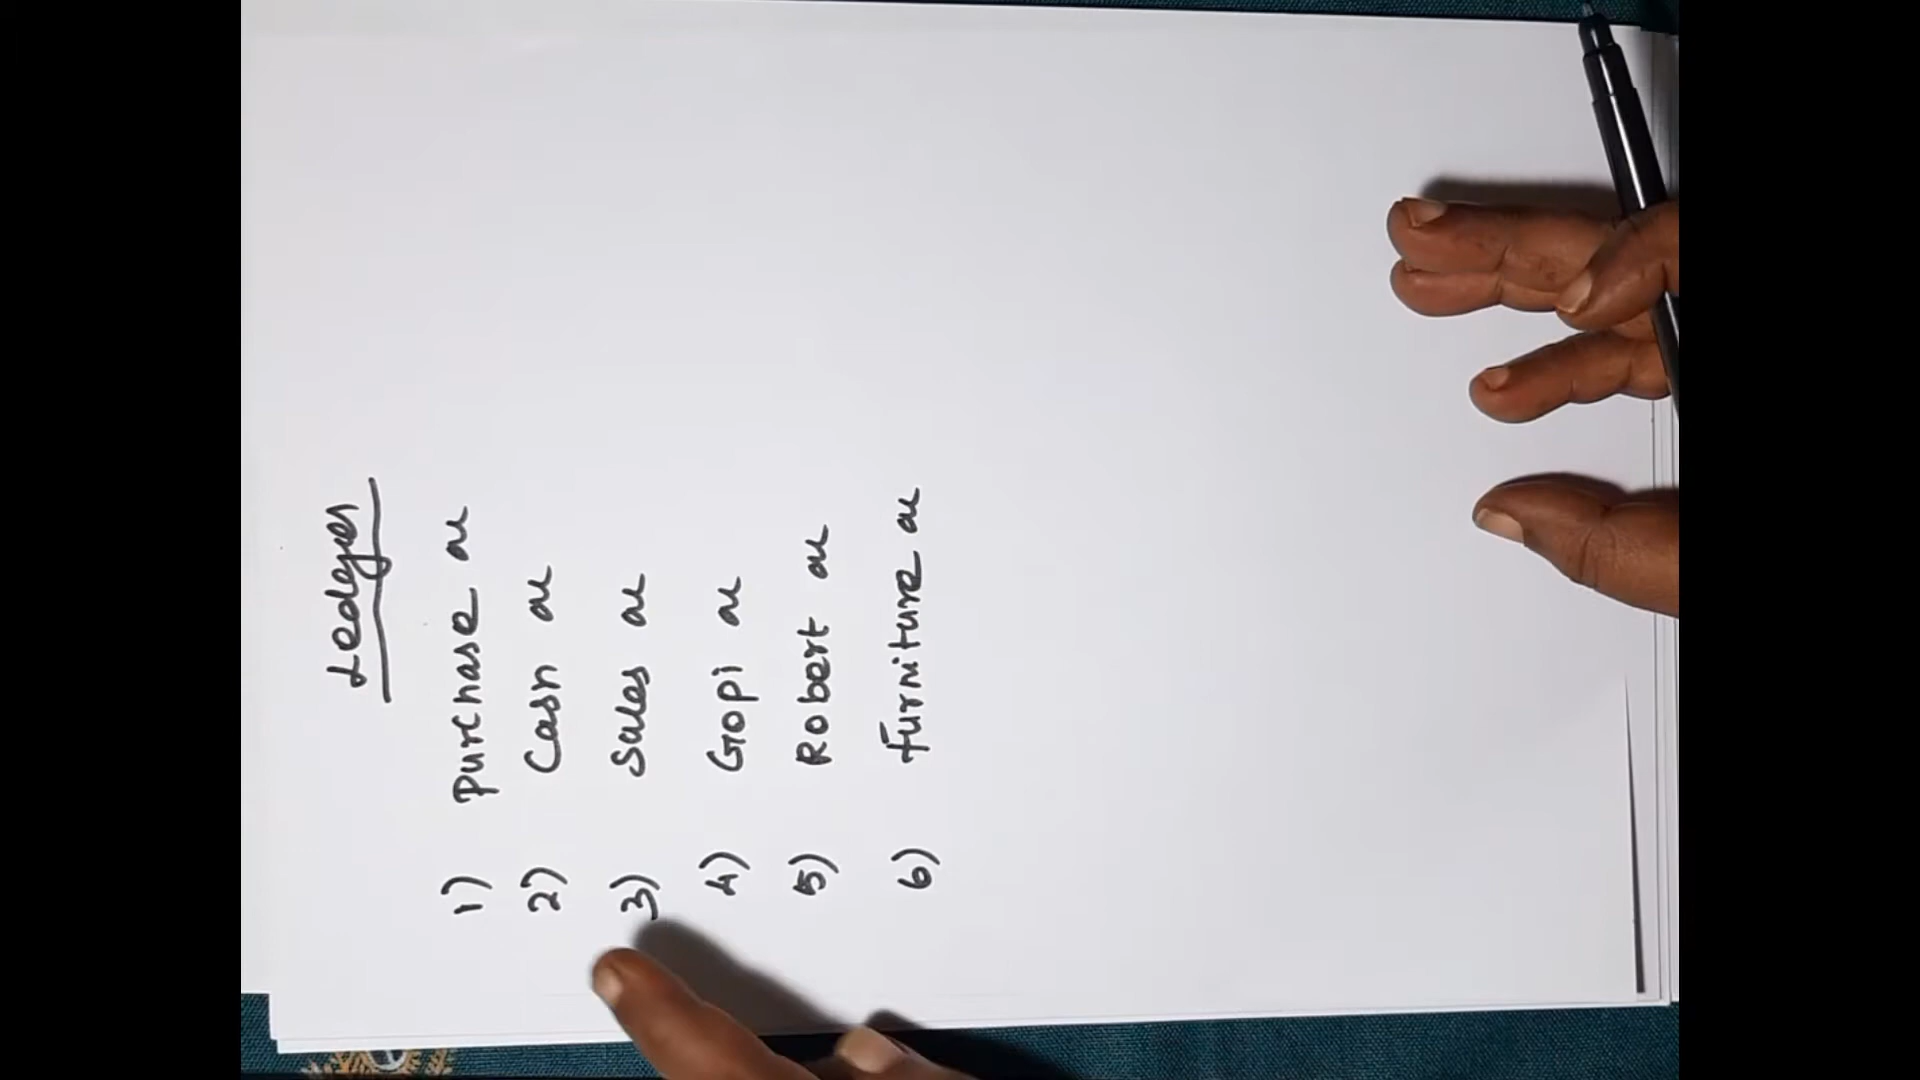 Ledger
1) Purchase a/c
2) Cash a/c
3) Sales a/c
4) Gopi a/c
5) Robert a/c
6) furniture a/c